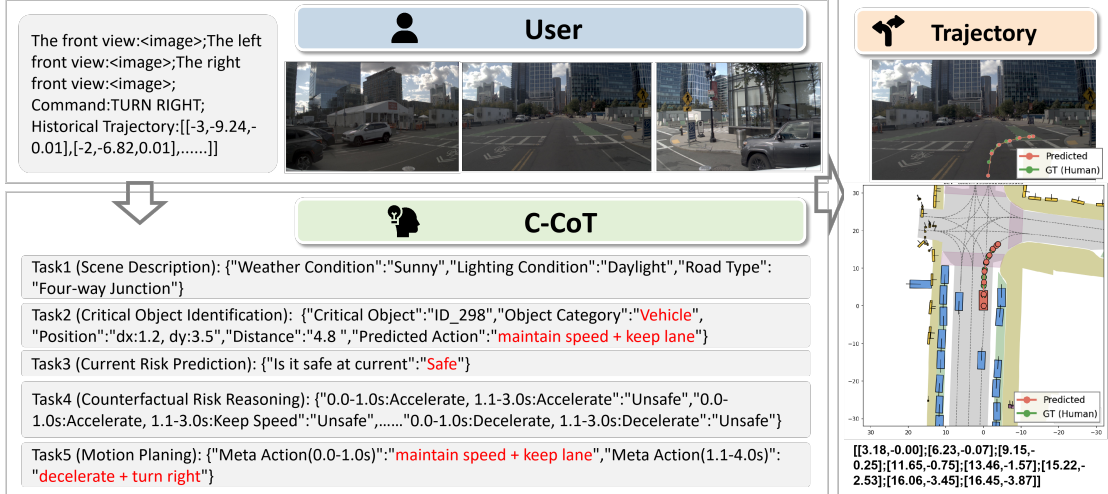 The front view:<image>;The left
front view:<image>;The right
front view:<image>;
Command:TURN RIGHT;
Historical Trajectory:[[-3,-9.24,-
0.01],[-2,-6.82,0.01],......]]
User
C-CoT
Task1 (Scene Description): {"Weather Condition":"Sunny","Lighting Condition":"Daylight","Road Type":
"Four-way Junction"}
Task2 (Critical Object Identification): {"Critical Object":"ID_298","Object Category":"Vehicle",
"Position":"dx:1.2, dy:3.5","Distance":"4.8 ","Predicted Action":"maintain speed + keep lane"}
Task3 (Current Risk Prediction): {"Is it safe at current":"Safe"}
Task4 (Counterfactual Risk Reasoning): {"0.0-1.0s:Accelerate, 1.1-3.0s:Accelerate":"Unsafe","0.0-
1.0s:Accelerate, 1.1-3.0s:Keep Speed":"Unsafe",……"0.0-1.0s:Decelerate, 1.1-3.0s:Decelerate":"Unsafe"}
Task5 (Motion Planing): {"Meta Action(0.0-1.0s)":"maintain speed + keep lane","Meta Action(1.1-4.0s)":
"decelerate + turn right"}
Trajectory
Predicted
GT (Human)
30
20
10
0
−10
−20
−30
Predicted
GT (Human)
30 20 10 0 −10 −20 −30
[[3.18,-0.00];[6.23,-0.07];[9.15,-
0.25];[11.65,-0.75];[13.46,-1.57];[15.22,-
2.53];[16.06,-3.45];[16.45,-3.87]]